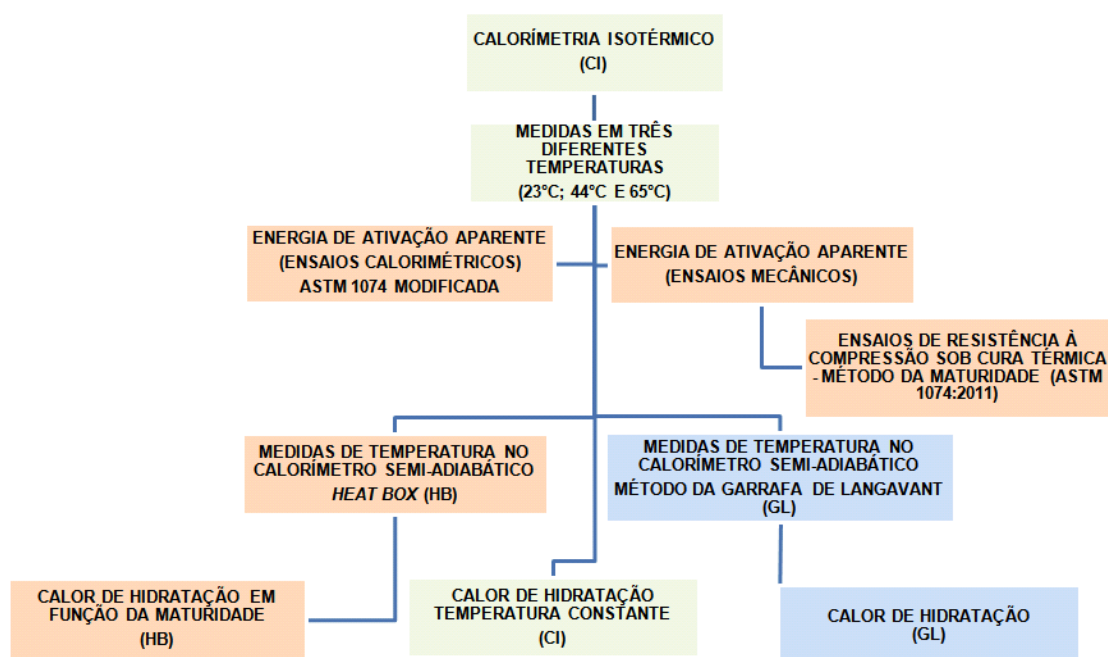 CALORÍMETRIA ISOTÉRMICO
(CI)
MEDIDAS EM TRÊS
DIFERENTES
TEMPERATURAS
(23°C; 44°C E 65°C)
ENERGIA DE ATIVAÇÃO APARENTE
(ENSAIOS CALORIMÉTRICOS)
ASTM 1074 MODIFICADA
ENERGIA DE ATIVAÇÃO APARENTE
(ENSAIOS MECÂNICOS)
ENSAIOS DE RESISTÊNCIA À
COMPRESSÃO SOB CURA TÉRMICA
- MÉTODO DA MATURIDADE (ASTM
1074:2011)
MEDIDAS DE TEMPERATURA NO
CALORÍMETRO SEMI-ADIABÁTICO
HEAT BOX (HB)
MEDIDAS DE TEMPERATURA NO
CALORÍMETRO SEMI-ADIABÁTICO
MÉTODO DA GARRAFA DE LANGAVANT
(GL)
CALOR DE HIDRATAÇÃO EM
FUNÇÃO DA MATURIDADE
(HB)
CALOR DE HIDRATAÇÃO
TEMPERATURA CONSTANTE
(CI)
CALOR DE HIDRATAÇÃO
(GL)